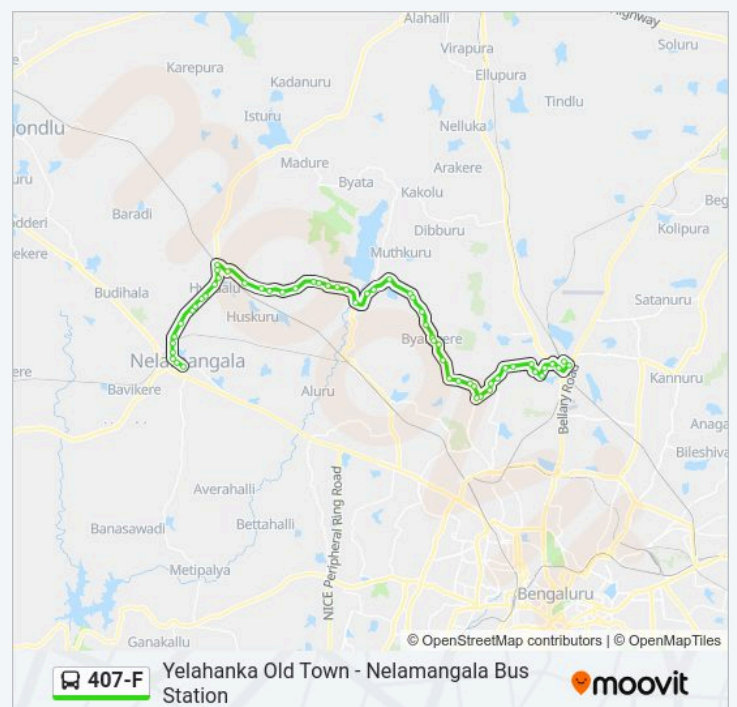 Alahalli
Highway
Soluru
Virapura
Karepura
Ellupura
Kadanuru
Tindlu
Isturu
Nelluka
ondlu
Madure
Arakere
Byata
Kakolu
Baradi
Dibburu
Kolipura
Muthkuru
Budihala
Satanuru
Huskuru
Nelamangala
Kannuru
Bavikere
Aluru
Bellary Road
Averahalli
NICE Peripheral Ring Road
Banasawadi
Bettahalli
Metipalya
Bengaluru
Ganakallu
© OpenStreetMap contributors | © OpenMapTiles
407-F
Yelahanka Old Town - Nelamangala Bus
Station
moovit